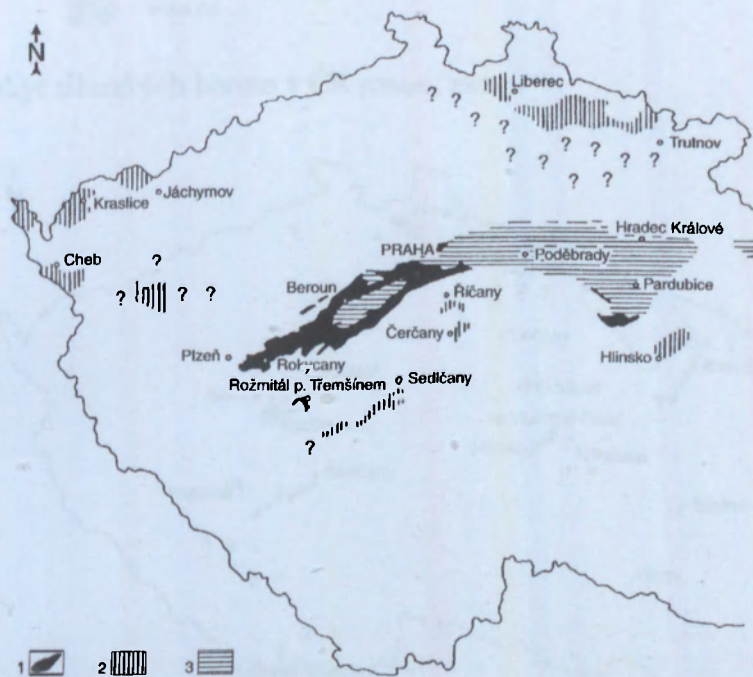 N
Liberec
? ?
? ?
Trutnov
? ? ? ?
? ?
Jáchymov
Kraslice
Hradec Králové
PRAHA
Cheb
Poděbrady
?
Beroun
Říčany
Pardubice
? ? ?
Čerčany
Plzeň
Rokycany
Hlinsko
Rožmitál p. Třemšínem
Sedlčany
?
1 2 3